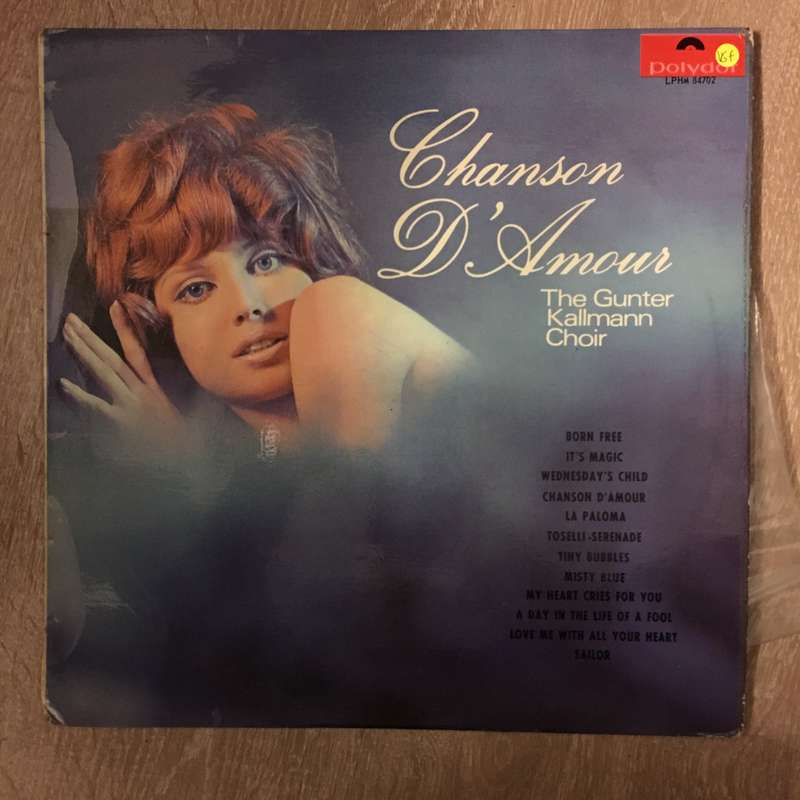 Polydor
VG+
LPHM 84702
Chanson
D'Amour
The Gunter
Kallmann
Choir
BORN FREE
IT'S MAGIC
WEDNESDAY'S CHILD
CHANSON D'AMOUR
LA PALOMA
TOSELLI-SERENADE
TINY BUBBLES
MISTY BLUE
MY HEART CRIES FOR YOU
A DAY IN THE LIFE OF A FOOL
LOVE ME WITH ALL YOUR HEART
SAILOR